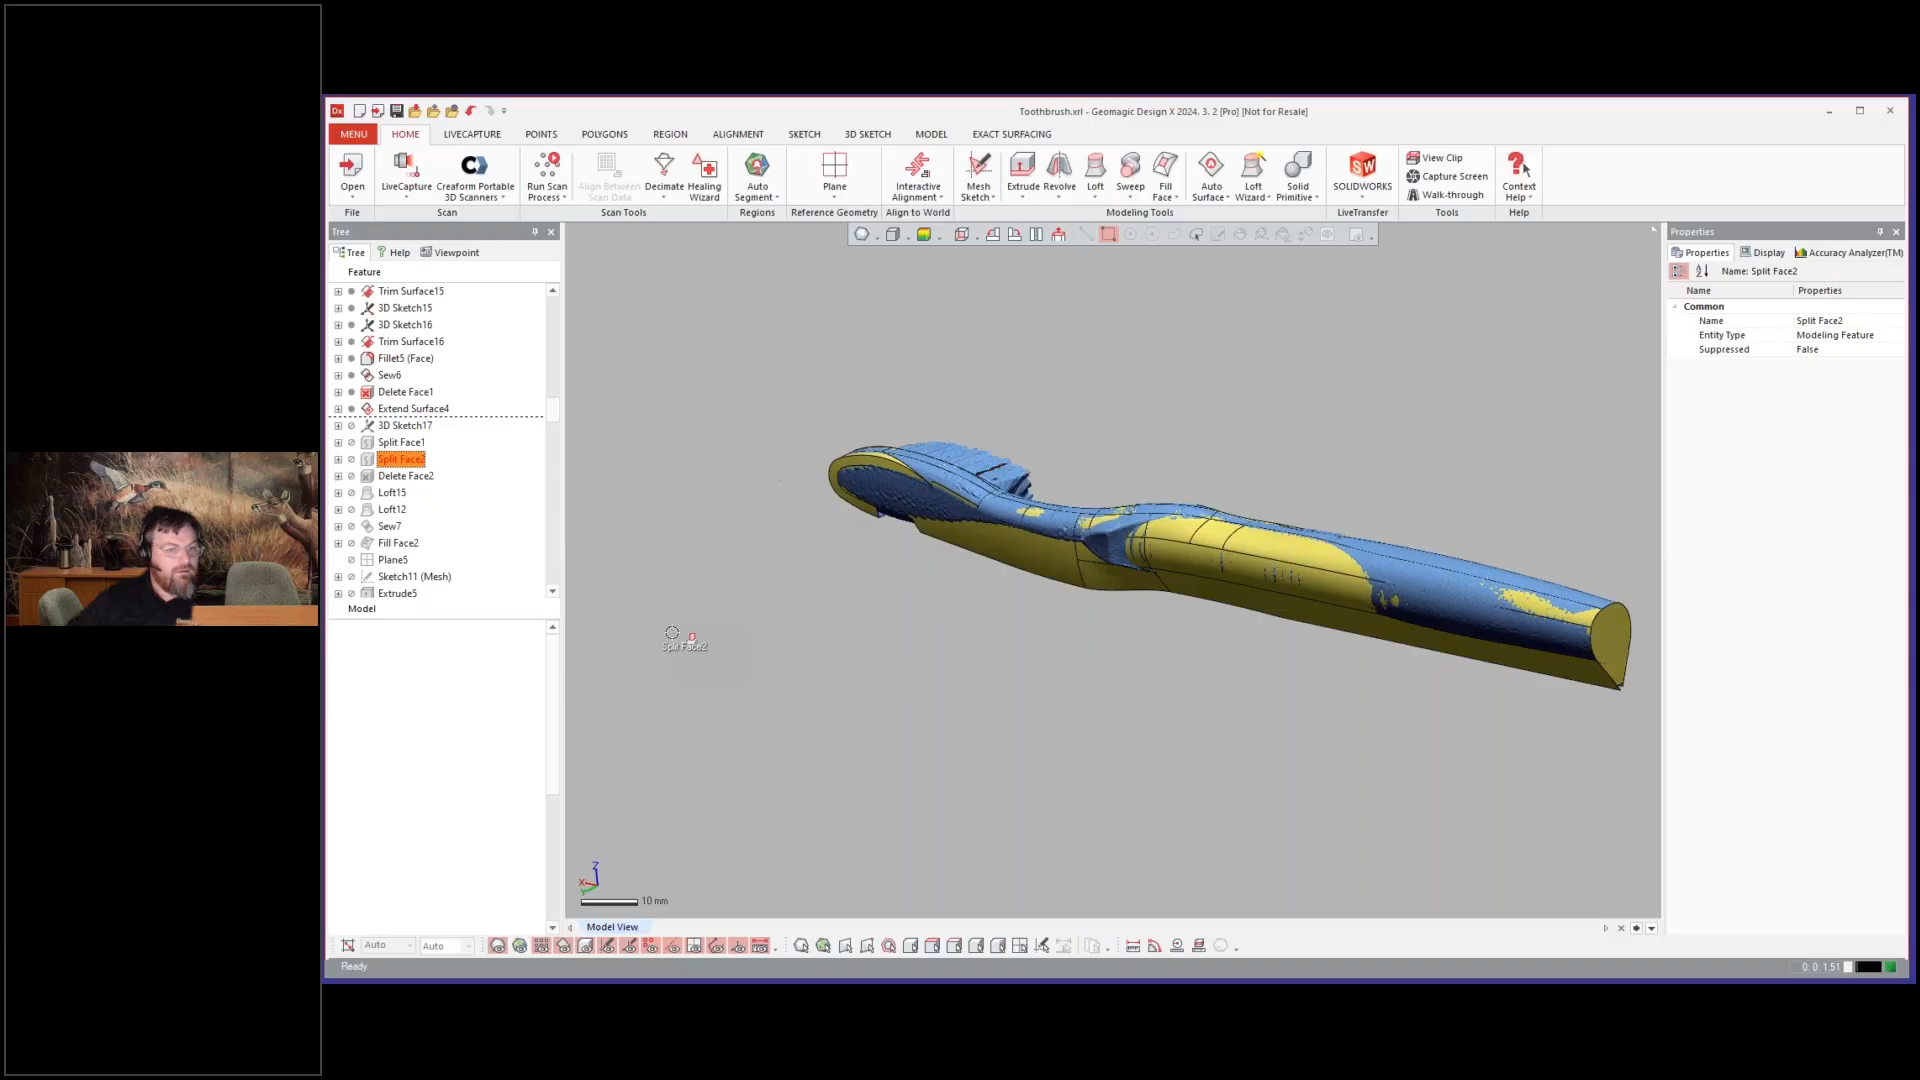 Dx
Toothbrush.xrl - Geomagic Design X 2024. 3. 2 [Pro] [Not for Resale]
MENU HOME LIVECAPTURE POINTS POLYGONS REGION ALIGNMENT SKETCH 3D SKETCH MODEL EXACT SURFACING
Open LiveCapture Creaform Portable 3D Scanners Run Scan Process Align Between Scan Data Decimate Healing Wizard Auto Segment Plane Interactive Alignment Mesh Sketch Extrude Revolve Loft Sweep Fill Face Auto Surface Loft Wizard Solid Primitive SOLIDWORKS View Clip Capture Screen Walk-through Context Help
File Scan Scan Tools Regions Reference Geometry Align to World Modeling Tools LiveTransfer Tools Help
Tree
Tree Help Viewpoint
Feature
Trim Surface15
3D Sketch15
3D Sketch16
Trim Surface16
Fillet5 (Face)
Sew6
Delete Face1
Extend Surface4
3D Sketch17
Split Face1
Split Face2
Delete Face2
Loft15
Loft12
Sew7
Fill Face2
Plane5
Sketch11 (Mesh)
Extrude5
Model
Split Face2
Z
X
Y
10 mm
Model View
Auto Auto
Ready
0: 0: 1.51
Properties
Properties Display Accuracy Analyzer(TM)
Name: Split Face2
Name Properties
Common
Name Split Face2
Entity Type Modeling Feature
Suppressed False